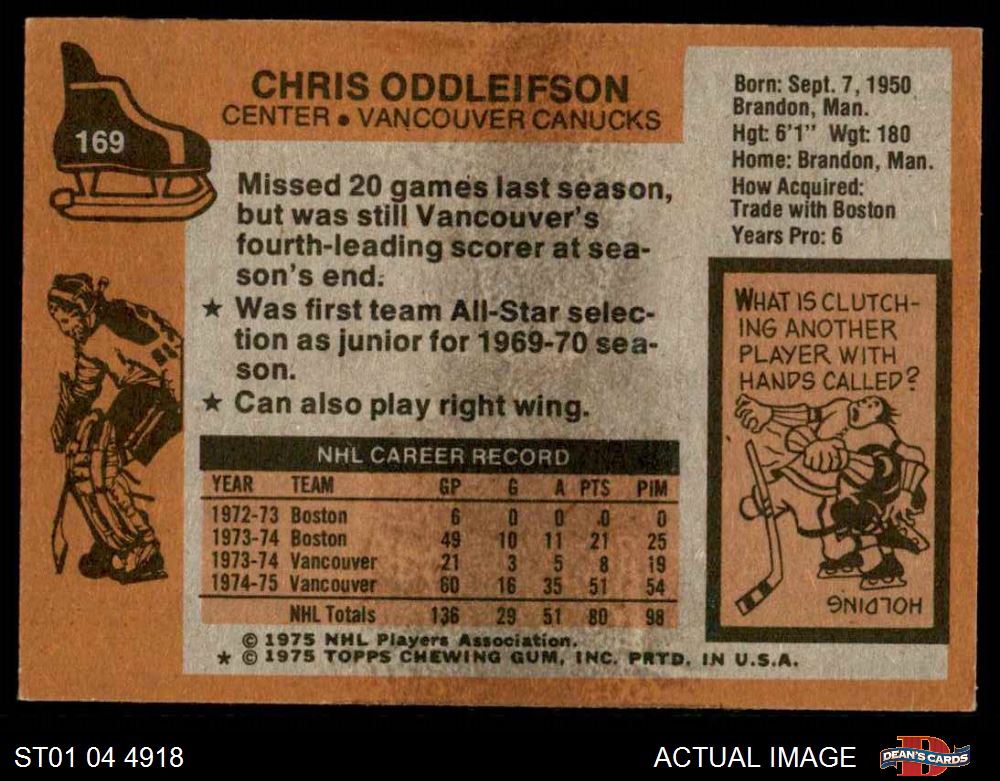 169
CHRIS ODDLEIFSON
CENTER • VANCOUVER CANUCKS
Missed 20 games last season,
but was still Vancouver's
fourth-leading scorer at sea-
son's end.
★ Was first team All-Star selec-
tion as junior for 1969-70 sea-
son.
★ Can also play right wing.
Born: Sept. 7, 1950
Brandon, Man.
Hgt: 6'1" Wgt: 180
Home: Brandon, Man.
How Acquired:
Trade with Boston
Years Pro: 6
WHAT IS CLUTCH-
ING ANOTHER
PLAYER WITH
HANDS CALLED?
HOLDING
NHL CAREER RECORD
YEAR TEAM GP G A PTS PIM
1972-73 Boston 6 0 0 0 0
1973-74 Boston 49 10 11 21 25
1973-74 Vancouver 21 3 5 8 19
1974-75 Vancouver 60 16 35 51 54
NHL Totals 136 29 51 80 98
© 1975 NHL Players Association.
★ © 1975 TOPPS CHEWING GUM, INC. PRTD. IN U.S.A.
ST01 04 4918
ACTUAL IMAGE
DEAN'S CARDS